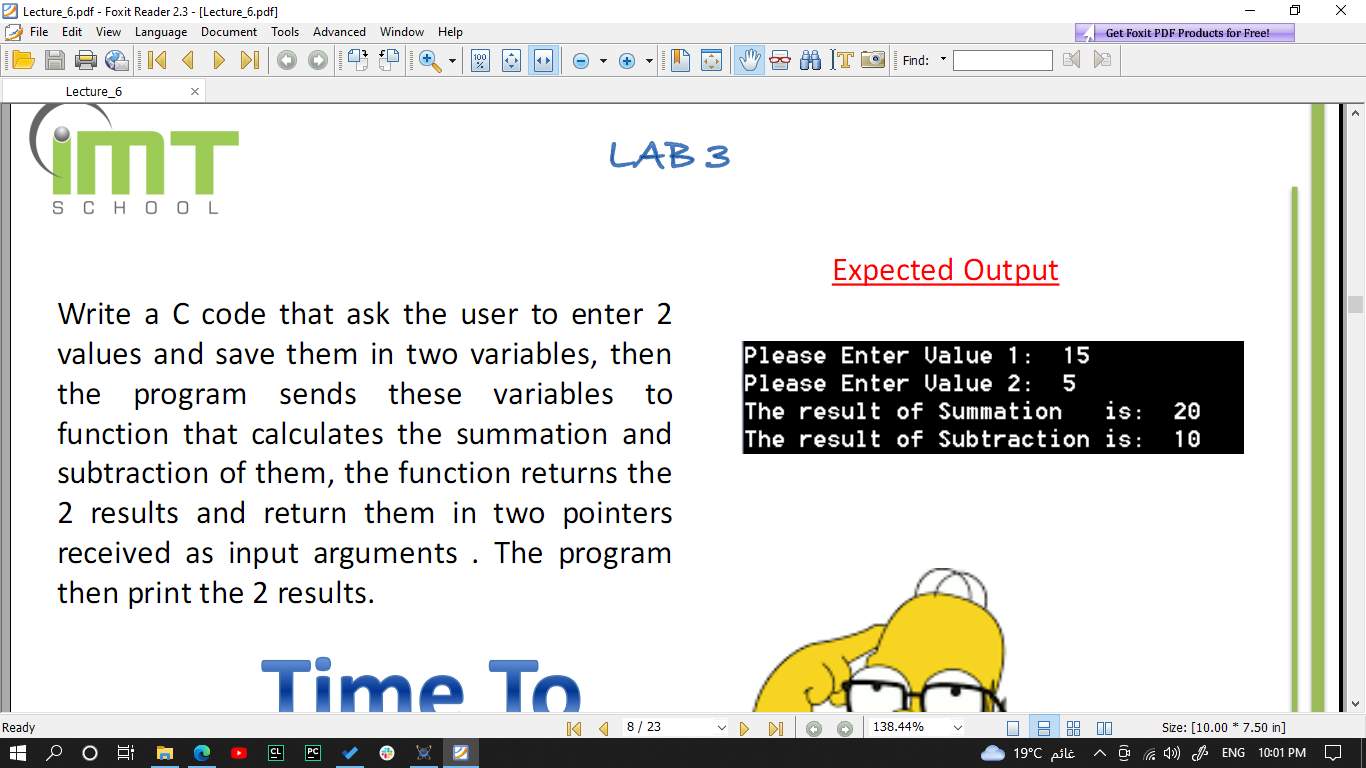 Lecture_6.pdf - Foxit Reader 2.3 - [Lecture_6.pdf]
File Edit View Language Document Tools Advanced Window Help
Get Foxit PDF Products for Free!
100 %
Find:
Lecture_6
iMT
SCHOOL
LAB 3
Expected Output
Write a C code that ask the user to enter 2
values and save them in two variables, then
the program sends these variables to
function that calculates the summation and
subtraction of them, the function returns the
2 results and return them in two pointers
received as input arguments . The program
then print the 2 results.
Please Enter Value 1: 15
Please Enter Value 2: 5
The result of Summation is: 20
The result of Subtraction is: 10
Time To
Ready
8 / 23
138.44%
Size: [10.00 * 7.50 in]
CL
PC
19°C غائم
ENG
10:01 PM